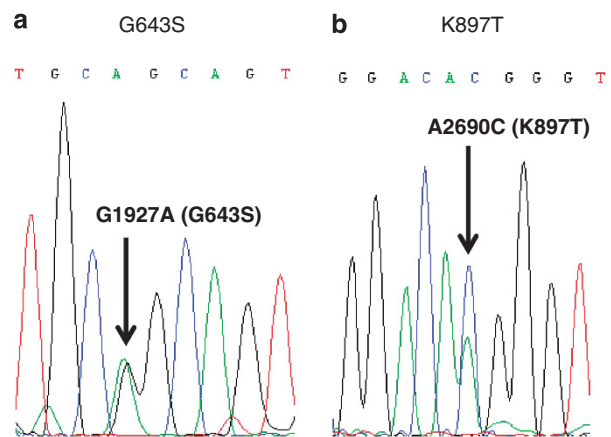 a G643S
T G C A G C A G T
G1927A (G643S)
b K897T
G G A C A C G G G T
A2690C (K897T)